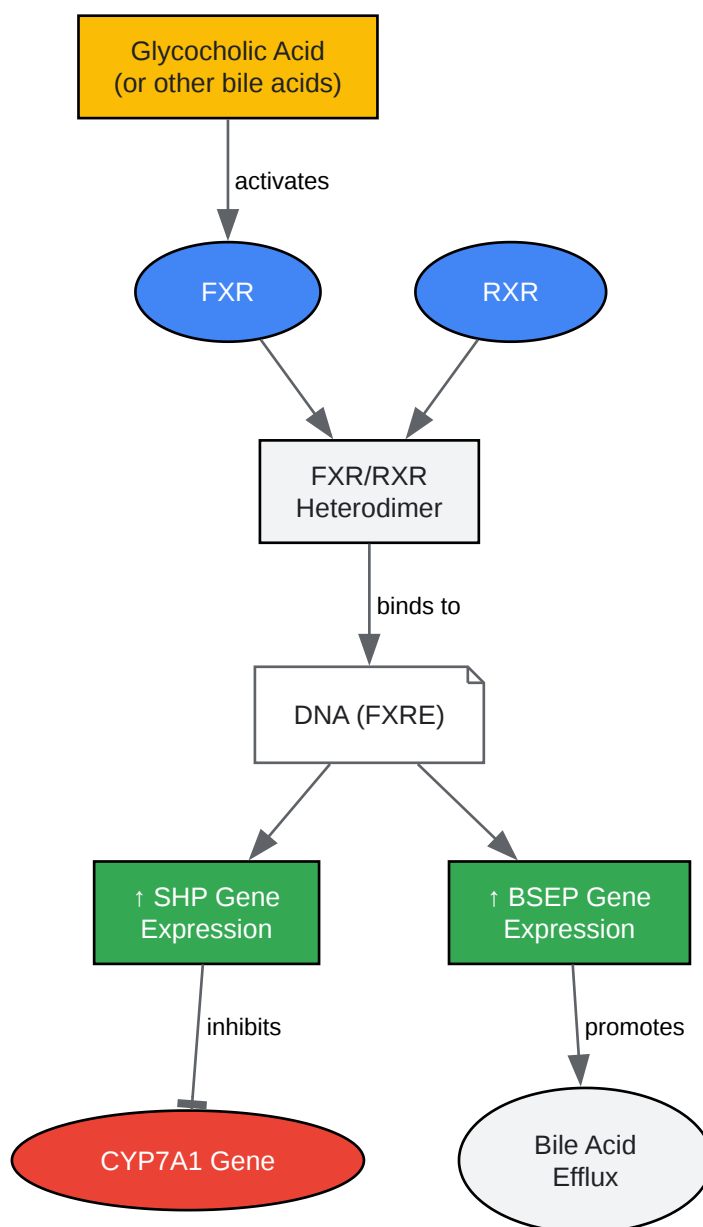 Glycocholic Acid
(or other bile acids)
activates
FXR
RXR
FXR/RXR
Heterodimer
binds to
DNA (FXRE)
↑ SHP Gene
Expression
↑ BSEP Gene
Expression
inhibits
promotes
CYP7A1 Gene
Bile Acid
Efflux